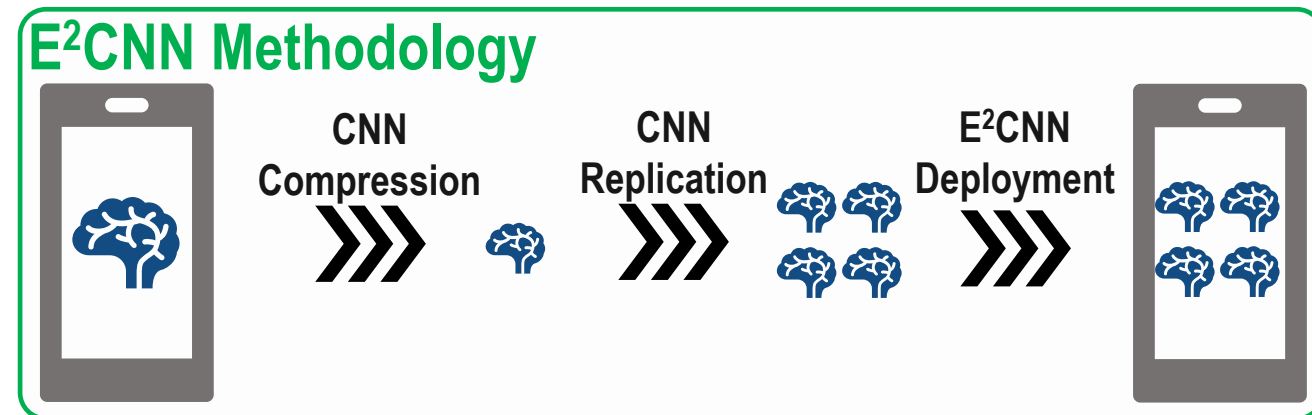 E²CNN Methodology
CNN
Compression
CNN
Replication
E²CNN
Deployment